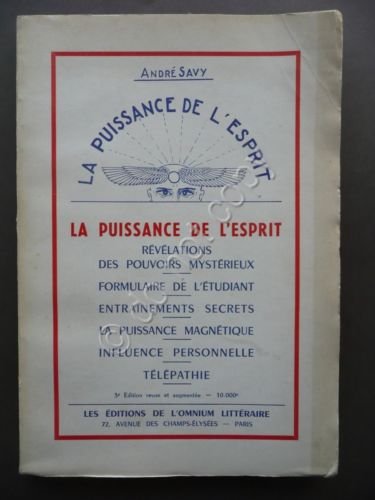 ANDRÉ SAVY
LA PUISSANCE DE L'ESPRIT
LA PUISSANCE DE L'ESPRIT
RÉVÉLATIONS
DES POUVOIRS MYSTÉRIEUX
FORMULAIRE DE L'ÉTUDIANT
ENTRAÎNEMENTS SECRETS
LA PUISSANCE MAGNÉTIQUE
INFLUENCE PERSONNELLE
TÉLÉPATHIE
3e Edition revue et augmentée — 10.000e
LES ÉDITIONS DE L'OMNIUM LITTÉRAIRE
72, AVENUE DES CHAMPS-ÉLYSÉES — PARIS